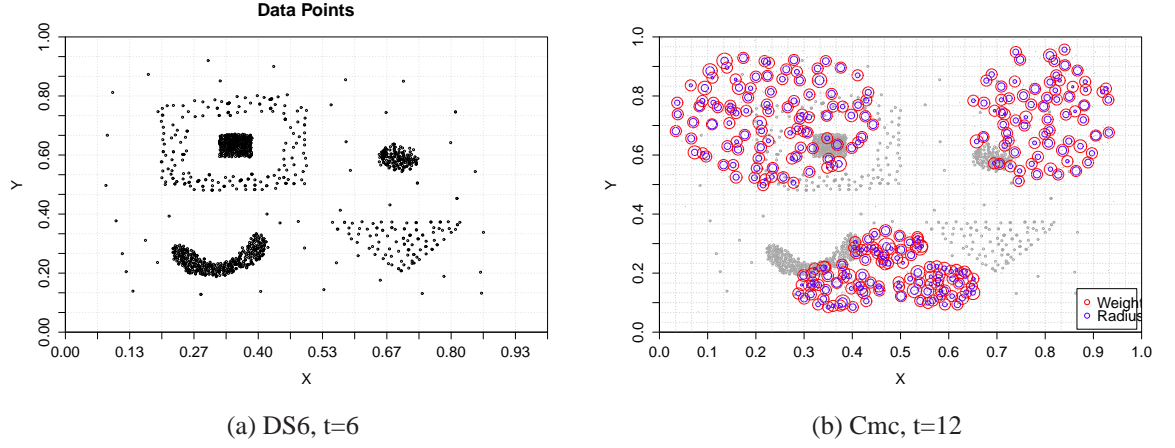 Data Points
1.00
0.80
0.60
0.40
0.20
0.00
Y
0.00 0.13 0.27 0.40 0.53 0.67 0.80 0.93
X
(a) DS6, t=6
1.0
0.8
0.6
0.4
0.2
0.0
Y
0.0 0.1 0.2 0.3 0.4 0.5 0.6 0.7 0.8 0.9 1.0
X
Weight
Radius
(b) Cmc, t=12